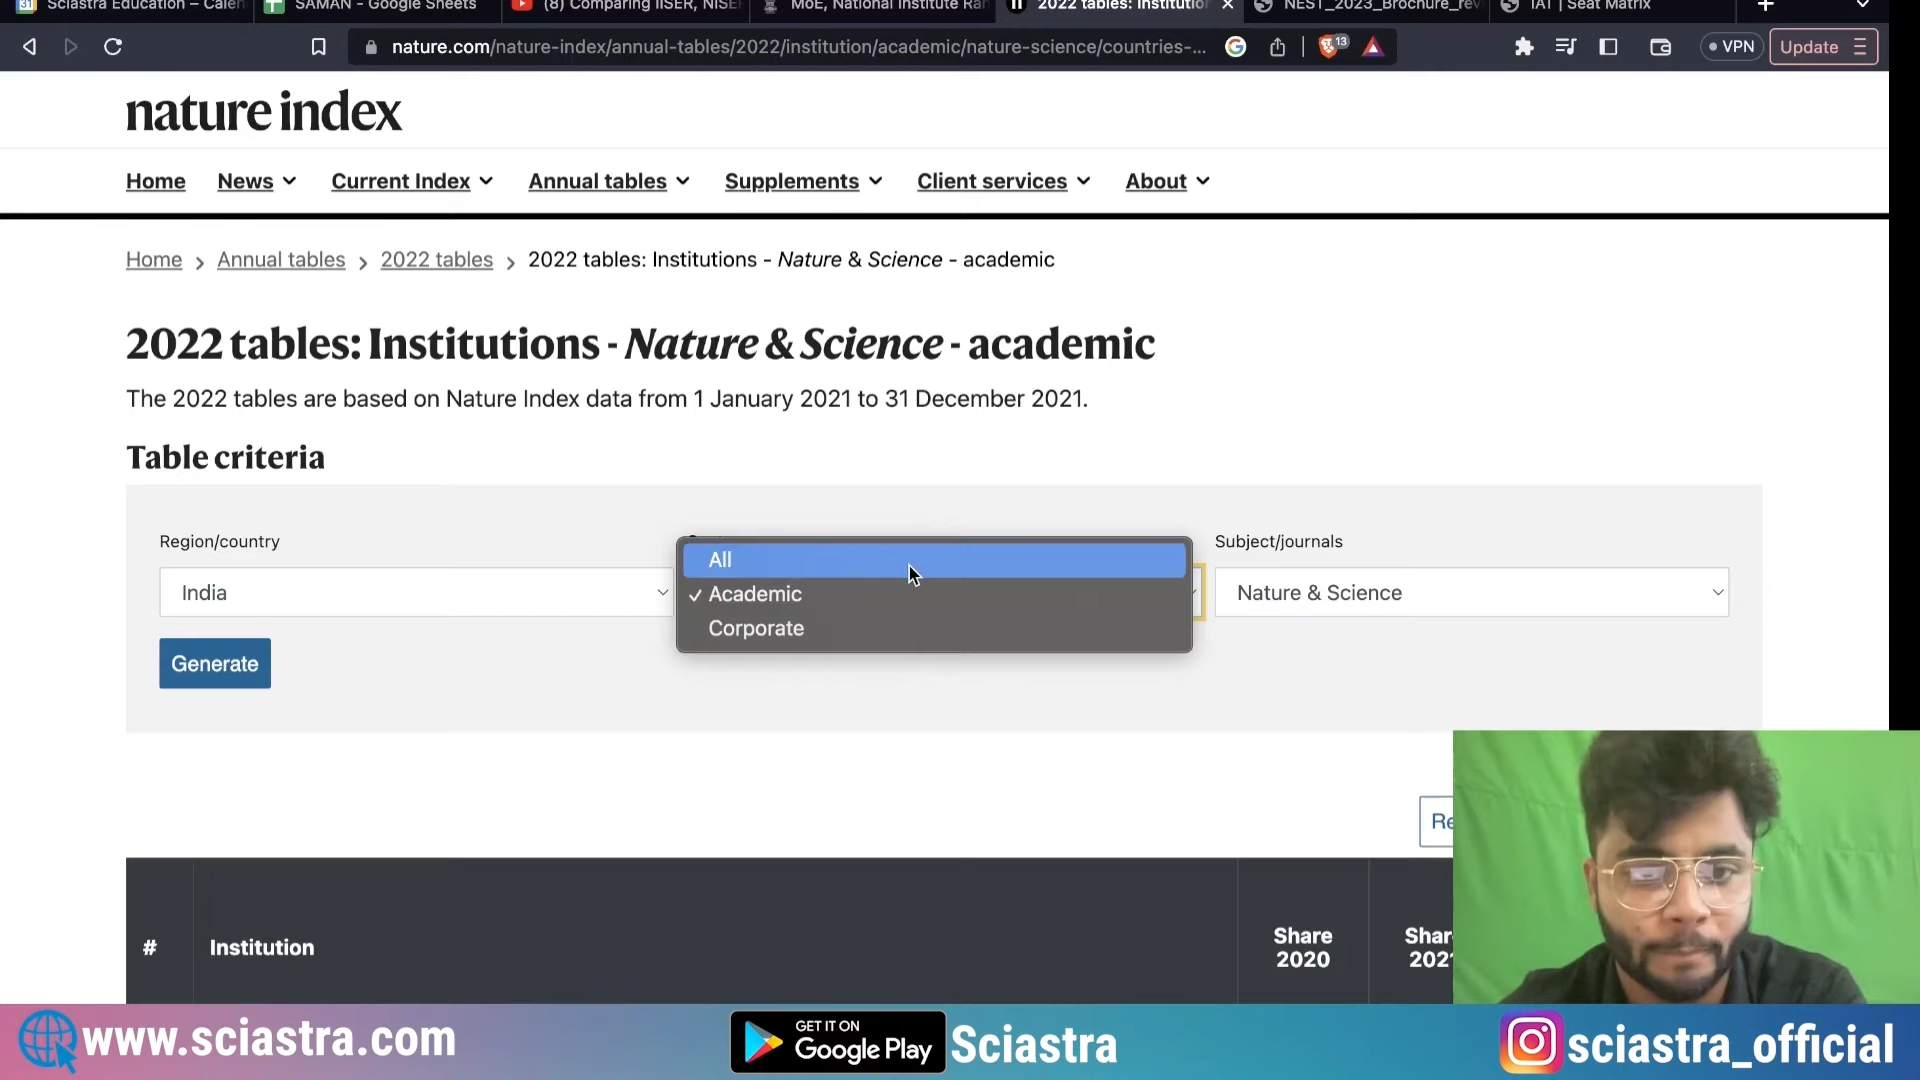 Sciastra Education – Calen
SAMAN - Google Sheets
(8) Comparing IISER, NISE
MoE, National Institute Ran
2022 tables: Institution
NEST_2023_Brochure_rev
IAT | Seat Matrix
nature.com/nature-index/annual-tables/2022/institution/academic/nature-science/countries-...
13
VPN
Update
nature index
Home
News
Current Index
Annual tables
Supplements
Client services
About
Home > Annual tables > 2022 tables > 2022 tables: Institutions - Nature & Science - academic
2022 tables: Institutions - Nature & Science - academic
The 2022 tables are based on Nature Index data from 1 January 2021 to 31 December 2021.
Table criteria
Region/country
Subject/journals
India
All
✓ Academic
Corporate
Nature & Science
Generate
Re
#
Institution
Share
2020
Shar
202
www.sciastra.com
GET IT ON
Google Play
Sciastra
sciastra_official